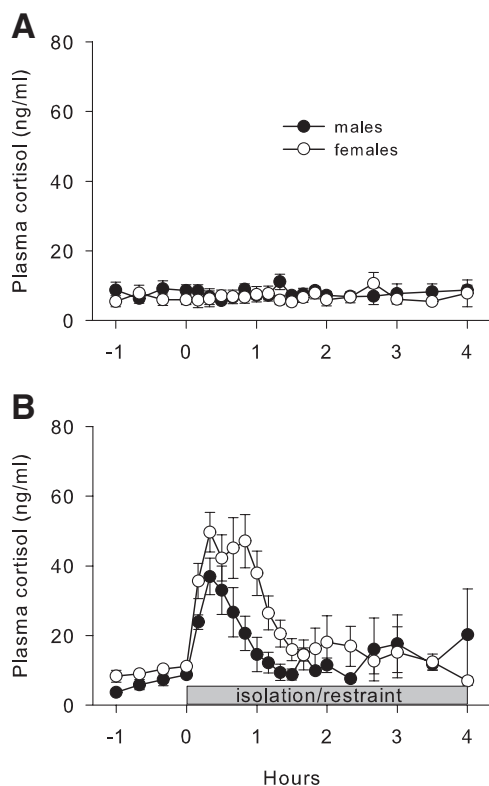 A
Plasma cortisol (ng/ml)
80
60
40
20
0
males
females
-1 0 1 2 3 4
B
Plasma cortisol (ng/ml)
80
60
40
20
0
isolation/restraint
-1 0 1 2 3 4
Hours